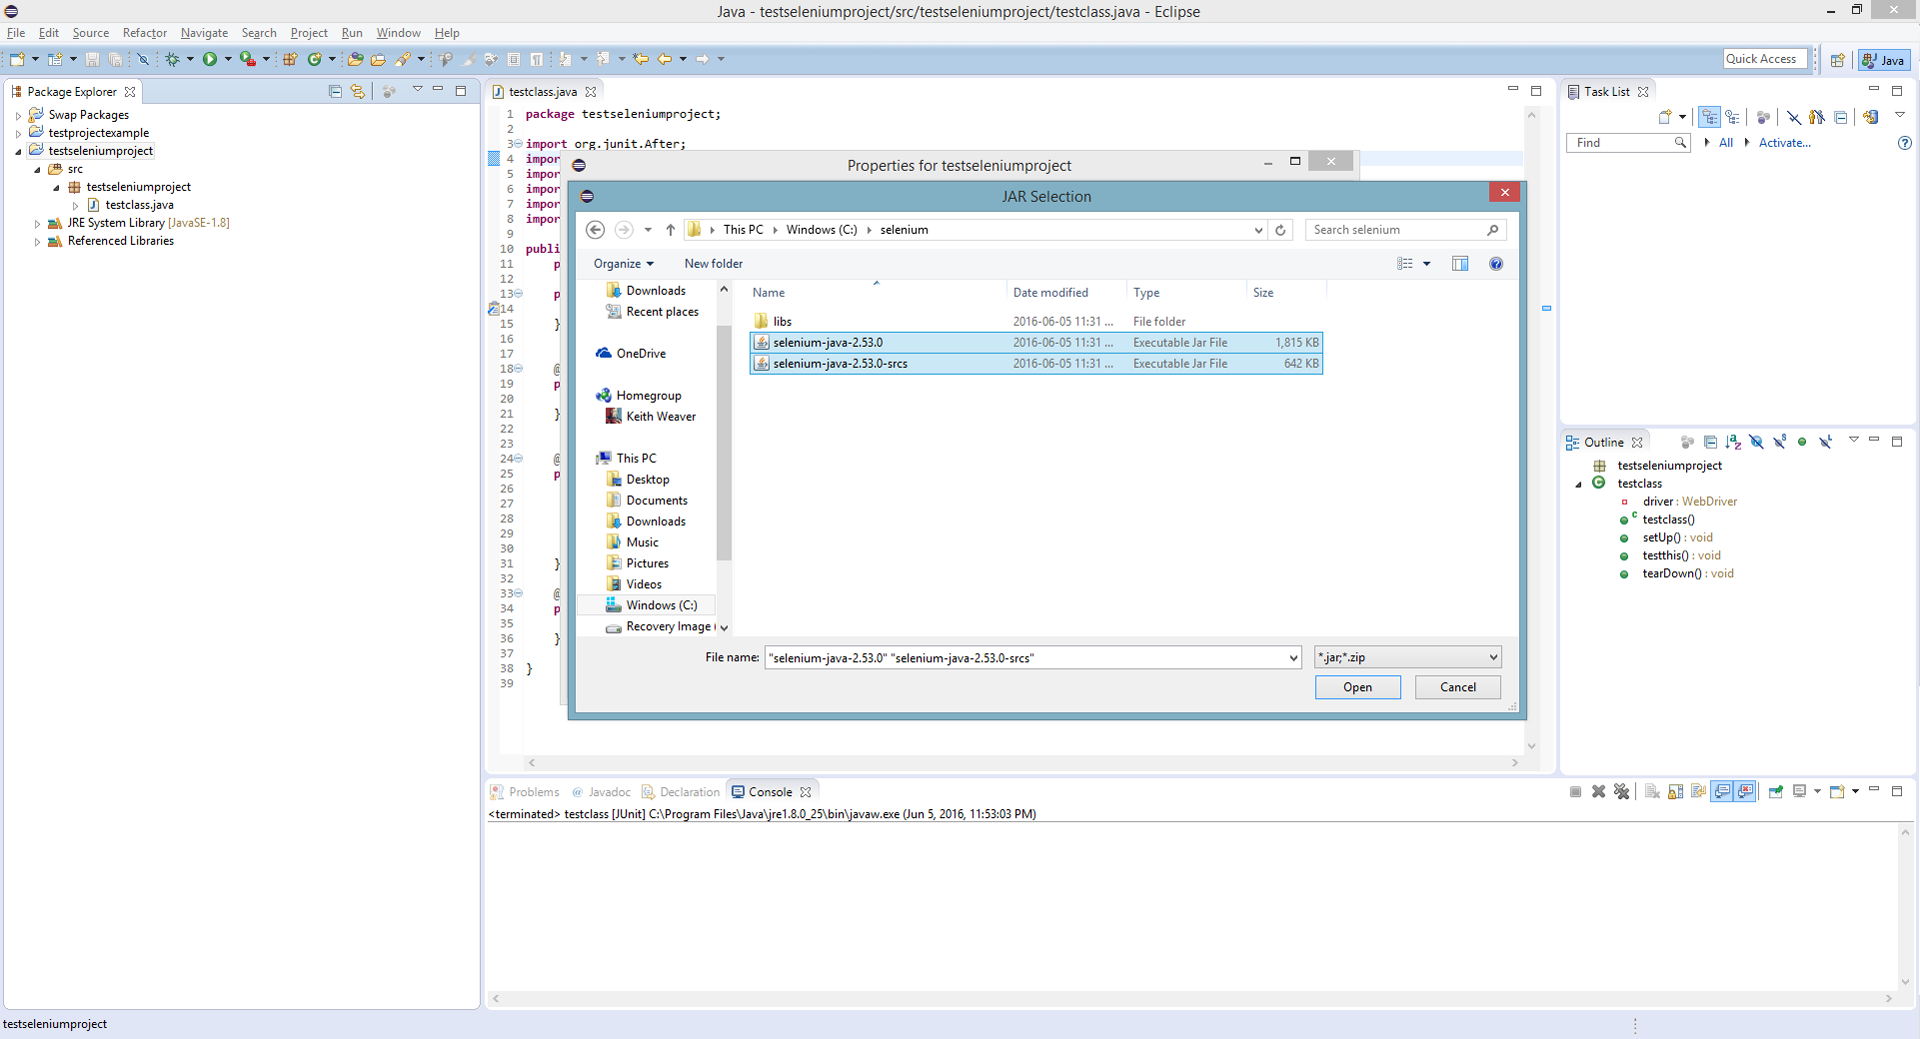 Java - testseleniumproject/src/testseleniumproject/testclass.java - Eclipse
File Edit Source Refactor Navigate Search Project Run Window Help
Quick Access
Java
Package Explorer
Swap Packages
testprojectexample
testseleniumproject
src
testseleniumproject
testclass.java
JRE System Library [JavaSE-1.8]
Referenced Libraries
testclass.java
1 package testseleniumproject;
2
3 import org.junit.After;
4 impor
5 impor
6 impor
7 impor
8 impor
9
10 publi
11 p
12
13 p
14
15 }
16
17
18 @
19 p
20
21 }
22
23
24 @
25 p
26
27
28
29
30
31 }
32
33 @
34 p
35
36 }
37
38 }
39
Properties for testseleniumproject
JAR Selection
This PC Windows (C:) selenium
Search selenium
Organize New folder
Downloads
Recent places
OneDrive
Homegroup
Keith Weaver
This PC
Desktop
Documents
Downloads
Music
Pictures
Videos
Windows (C:)
Recovery Image (
Name Date modified Type Size
libs 2016-06-05 11:31 ... File folder
selenium-java-2.53.0 2016-06-05 11:31 ... Executable Jar File 1,815 KB
selenium-java-2.53.0-srcs 2016-06-05 11:31 ... Executable Jar File 642 KB
File name: "selenium-java-2.53.0" "selenium-java-2.53.0-srcs"
*.jar;*.zip
Open Cancel
Task List
Find All Activate...
Outline
testseleniumproject
testclass
driver : WebDriver
testclass()
setUp() : void
testthis() : void
tearDown() : void
Problems @ Javadoc Declaration Console
<terminated> testclass [JUnit] C:\Program Files\Java\jre1.8.0_25\bin\javaw.exe (Jun 5, 2016, 11:53:03 PM)
testseleniumproject